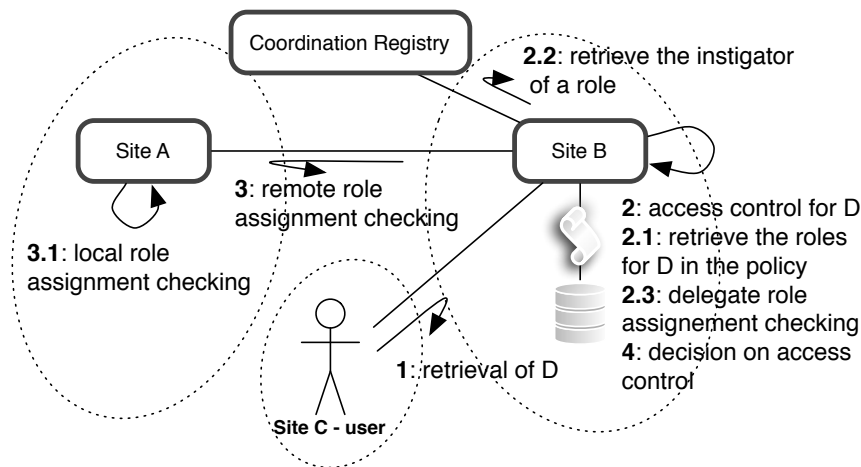 Coordination Registry
2.2: retrieve the instigator
of a role
Site A
Site B
3: remote role
assignment checking
3.1: local role
assignment checking
2: access control for D
2.1: retrieve the roles
for D in the policy
2.3: delegate role
assignement checking
4: decision on access
control
1: retrieval of D
Site C - user